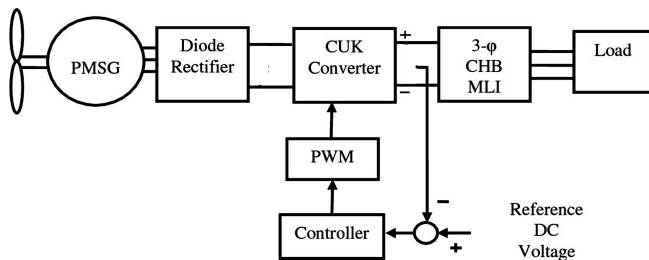 PMSG
Diode
Rectifier
CUK
Converter
+
−
3-φ
CHB
MLI
Load
PWM
Controller
−
+
Reference
DC
Voltage